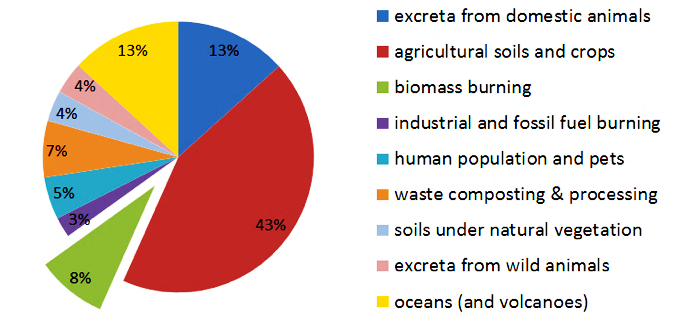 13%
13%
excreta from domestic animals
agricultural soils and crops
4%
biomass burning
4%
industrial and fossil fuel burning
7%
human population and pets
5%
waste composting & processing
3%
43%
soils under natural vegetation
8%
excreta from wild animals
oceans (and volcanoes)